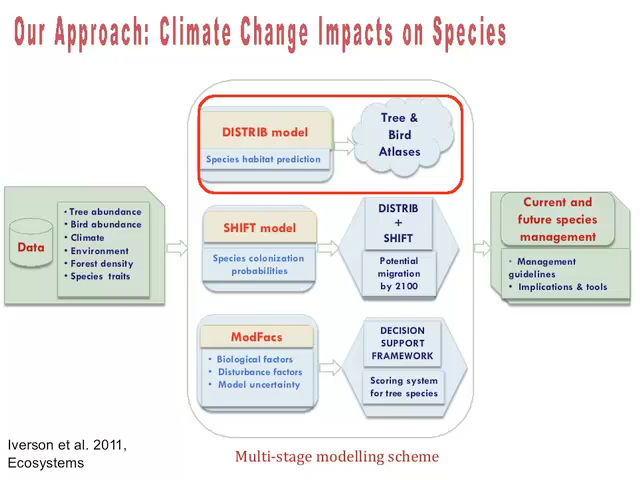 Our Approach: Climate Change Impacts on Species
DISTRIB model
Species habitat prediction
Tree &
Bird
Atlases
Data
• Tree abundance
• Bird abundance
• Climate
• Environment
• Forest density
• Species traits
SHIFT model
Species colonization
probabilities
DISTRIB
+
SHIFT
Potential
migration
by 2100
Current and
future species
management
• Management
guidelines
• Implications & tools
ModFacs
• Biological factors
• Disturbance factors
• Model uncertainty
DECISION
SUPPORT
FRAMEWORK
Scoring system
for tree species
Iverson et al. 2011,
Ecosystems
Multi-stage modelling scheme